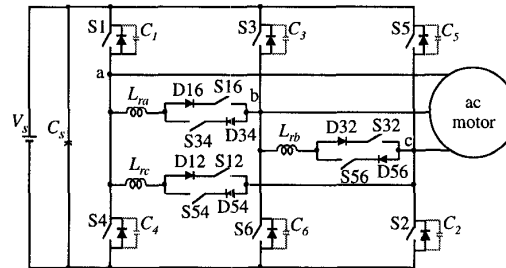 S1 C1 S3 C3 S5 C5
a
D16 S16 b
Lra
S34 D34
ac
motor
Vs Cs
Lrb D32 S32 c
S56 D56
Lrc D12 S12
S54 D54
S4 C4 S6 C6 S2 C2